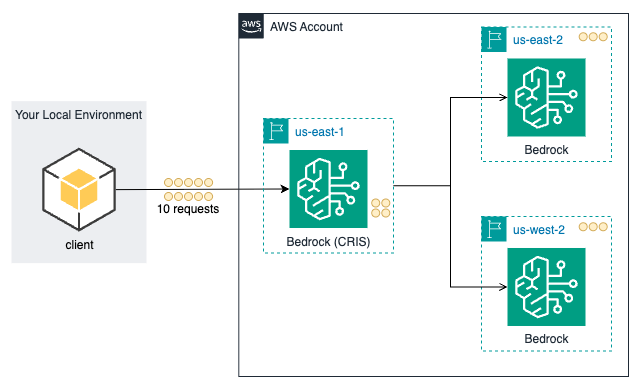 aws
AWS Account
Your Local Environment
client
10 requests
us-east-1
Bedrock (CRIS)
us-east-2
Bedrock
us-west-2
Bedrock